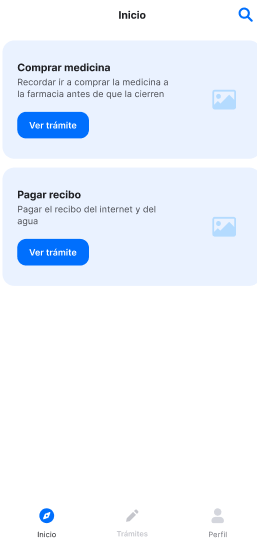 Inicio
Comprar medicina
Recordar ir a comprar la medicina a
la farmacia antes de que la cierren
Ver trámite
Pagar recibo
Pagar el recibo del internet y del
agua
Ver trámite
Inicio
Trámites
Perfil